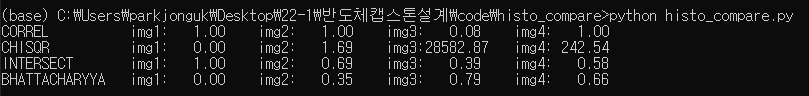 (base) C:₩Users₩parkjonguk₩Desktop₩22-1₩반도체캡스톤설계₩code₩histo_compare>python histo_compare.py
CORREL img1: 1.00 img2: 1.00 img3: 0.08 img4: 1.00
CHISQR img1: 0.00 img2: 1.69 img3:28582.87 img4: 242.54
INTERSECT img1: 1.00 img2: 0.69 img3: 0.39 img4: 0.58
BHATTACHARYYA img1: 0.00 img2: 0.35 img3: 0.79 img4: 0.66